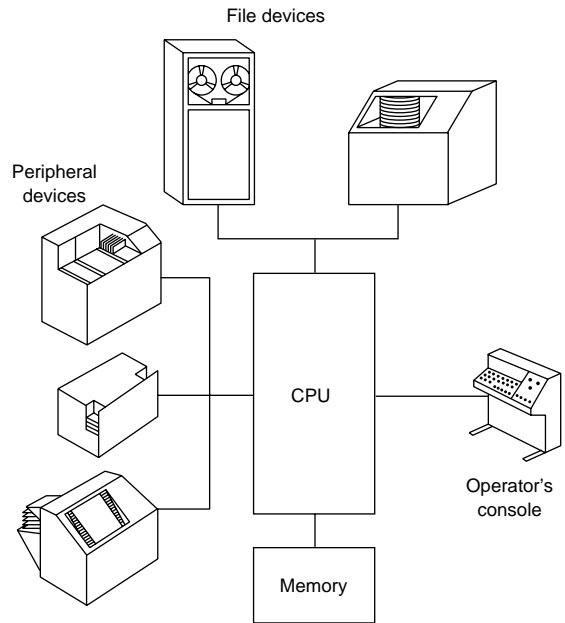 File devices
Peripheral
devices
CPU
Operator's
console
Memory